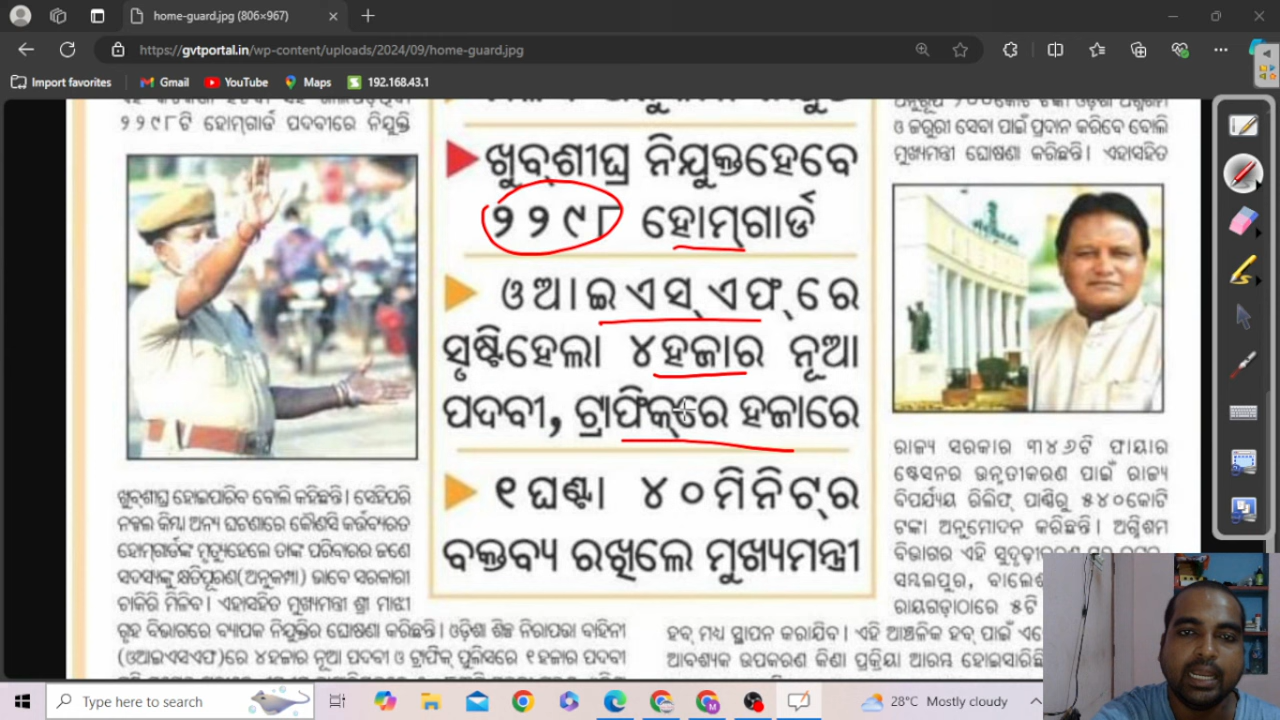 home-guard.jpg (806×967)
https://gvtportal.in/wp-content/uploads/2024/09/home-guard.jpg
Import favorites
Gmail
YouTube
Maps
192.168.43.1
୨୨୯୮ଟି ହୋମ୍‌ଗାର୍ଡ ପଦବୀରେ ନିଯୁକ୍ତି
ଖୁବ୍‌ଶୀଘ୍ର ନିଯୁକ୍ତହେବେ
୨୨୯୮ ହୋମ୍‌ଗାର୍ଡ
ଓଆଇଏସ୍‌ଏଫ୍‌ରେ
ସୃଷ୍ଟିହେଲା ୪ହଜାର ନୂଆ
ପଦବୀ, ଟ୍ରାଫିକ୍‌ରେ ହଜାରେ
୧ଘଣ୍ଟା ୪୦ମିନିଟ୍‌ର
ବକ୍ତବ୍ୟ ରଖିଲେ ମୁଖ୍ୟମନ୍ତ୍ରୀ
ଓ ଜରୁରୀ ସେବା ପାଇଁ ପ୍ରଦାନ କରିବେ ବୋଲି
ମୁଖ୍ୟମନ୍ତ୍ରୀ ଘୋଷଣା କରିଛନ୍ତି। ଏହାସହିତ
ଖୁବ୍‌ଶୀଘ୍ର ହୋଇପାରିବ ବୋଲି କହିଛନ୍ତି। ସେହିପରି
ନକ୍ସଲ କିମ୍ବା ଅନ୍ୟ ଘଟଣାରେ କୌଣସି କର୍ତ୍ତବ୍ୟରତ
ହୋମ୍‌ଗାର୍ଡଙ୍କ ମୃତ୍ୟୁହେଲେ ତାଙ୍କ ପରିବାରର ଜଣେ
ସଦସ୍ୟଙ୍କୁ କ୍ଷତିପୂରଣ(ଅନୁକମ୍ପା) ଭାବେ ସରକାରୀ
ଚାକିରି ମିଳିବ। ଏହାସହିତ ମୁଖ୍ୟମନ୍ତ୍ରୀ ଶ୍ରୀ ମାଝୀ
ଗୃହ ବିଭାଗରେ ବ୍ୟାପକ ନିଯୁକ୍ତିର ଘୋଷଣା କରିଛନ୍ତି। ଓଡ଼ିଶା ଶିଳ୍ପ ନିରାପତ୍ତା ବାହିନୀ
(ଓଆଇଏସଏଫ)ରେ ୪ହଜାର ନୂଆ ପଦବୀ ଓ ଟ୍ରାଫିକ୍ ପୁଲିସରେ ୧ହଜାର ପଦବୀ
ରାଜ୍ୟ ସରକାର ୩୪୬ଟି ଫାୟାର
ଷ୍ଟେସନର ଉନ୍ନତୀକରଣ ପାଇଁ ରାଜ୍ୟ
ବିପର୍ଯ୍ୟୟ ରିଲିଫ୍ ପାଣ୍ଠିରୁ ୫୪୦କୋଟି
ଟଙ୍କା ଅନୁମୋଦନ କରିଛନ୍ତି। ଅଗ୍ନିଶମ
ବିଭାଗର ଏହି
ସମ୍ବଲପୁର,
ରାୟଗଡ଼ାଠାରେ ୫ଟି
ହବ୍ ମଧ୍ୟ ସ୍ଥାପନ କରାଯିବ। ଏହି ଆଞ୍ଚଳିକ ହବ୍ ପାଇଁ
ଆବଶ୍ୟକ ଉପକରଣ କିଣା ପ୍ରକ୍ରିୟା ଆରମ୍ଭ
Type here to search
28°C Mostly cloudy